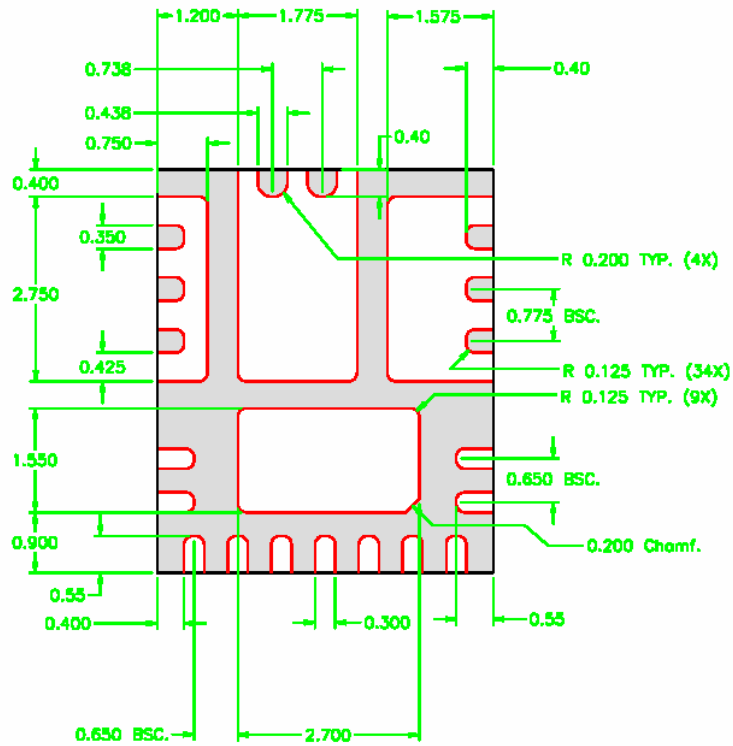 1.200 1.775 1.575
0.738 0.40
0.438
0.40
0.750
0.400
0.350
R 0.200 TYP. (4X)
2.750
0.775 BSC.
0.425
R 0.125 TYP. (34X)
R 0.125 TYP. (9X)
1.550
0.650 BSC.
0.900
0.200 Chamf.
0.55
0.400 0.300 0.55
0.650 BSC. 2.700